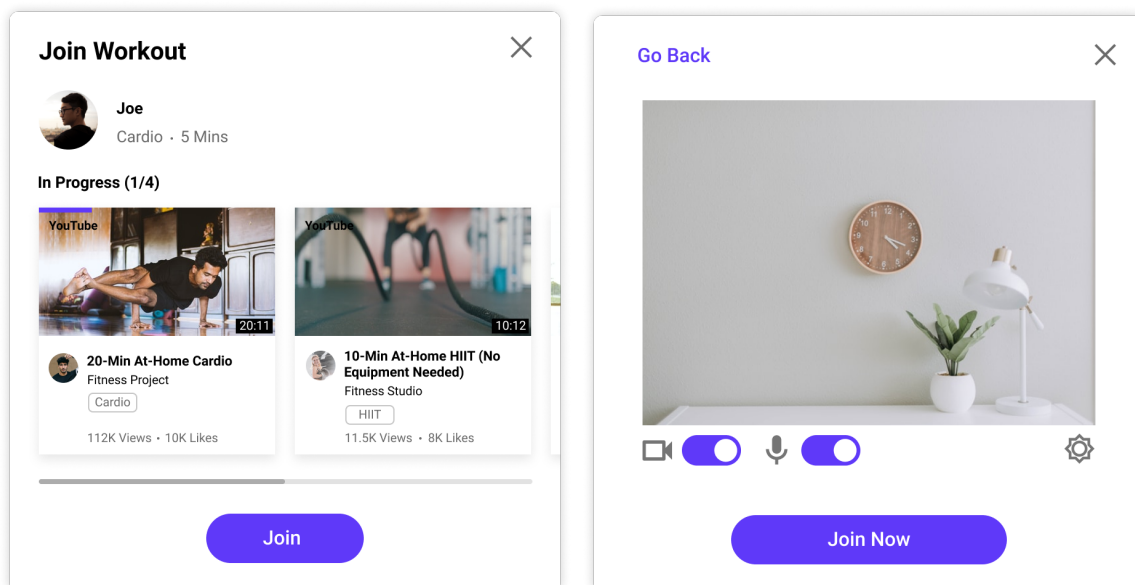 Join Workout
Joe
Cardio • 5 Mins
In Progress (1/4)
YouTube
20:11
20-Min At-Home Cardio
Fitness Project
Cardio
112K Views • 10K Likes
YouTube
10:12
10-Min At-Home HIIT (No
Equipment Needed)
Fitness Studio
HIIT
11.5K Views • 8K Likes
Join
Go Back
Join Now